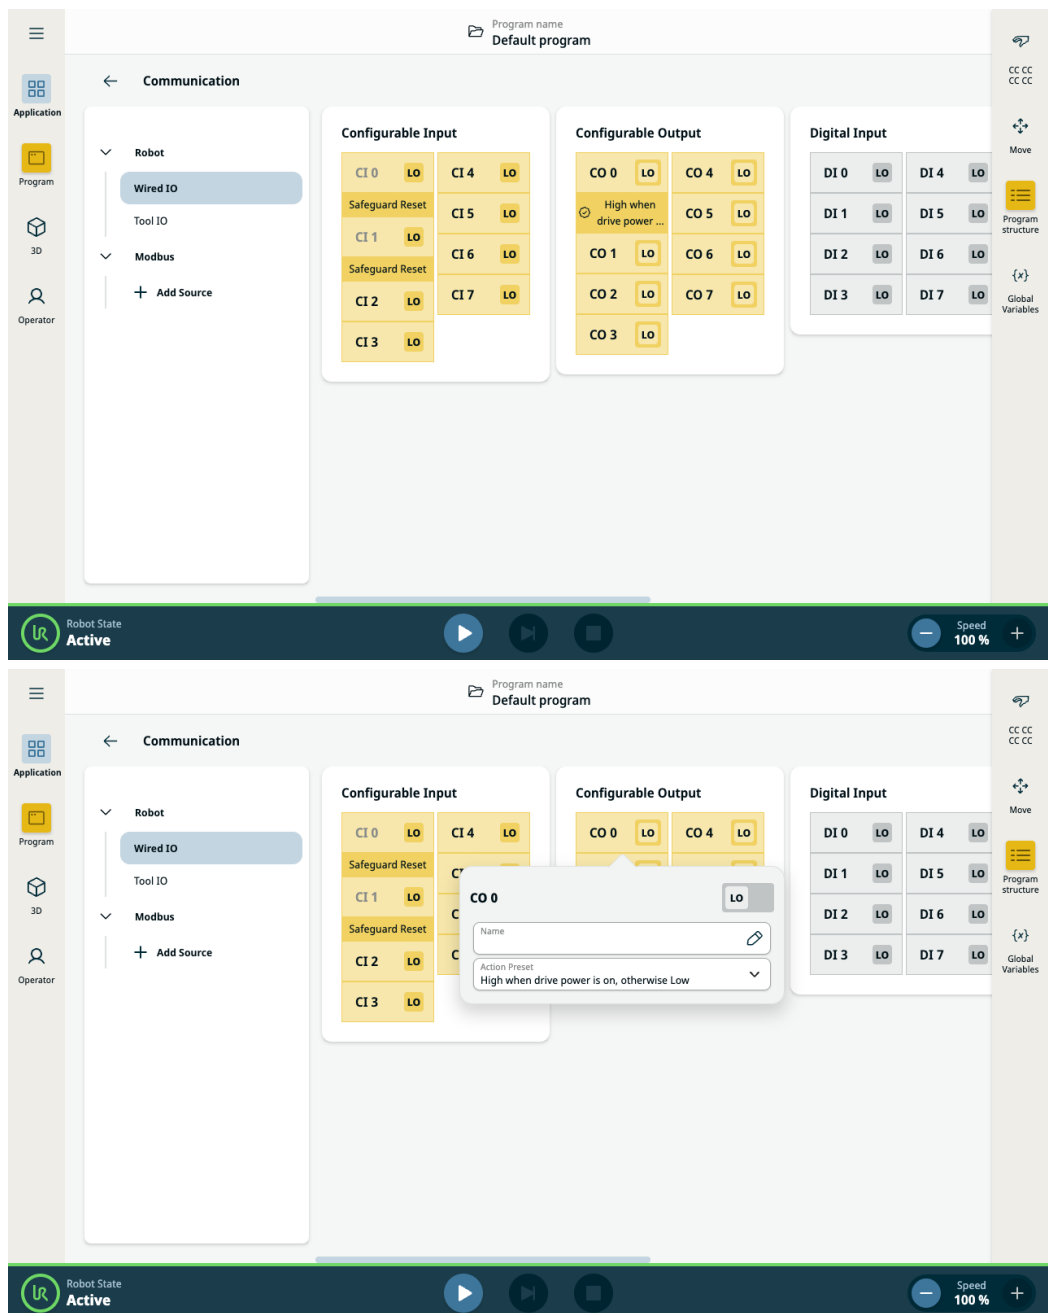 Program name
Default program
Application
Program
3D
Operator
Communication
Robot
Wired IO
Tool IO
Modbus
Add Source
Configurable Input
CI 0 LO CI 4 LO
Safeguard Reset
CI 5 LO
CI 1 LO
CI 6 LO
Safeguard Reset
CI 2 LO CI 7 LO
CI 3 LO
Configurable Output
CO 0 LO CO 4 LO
High when
drive power ...
CO 5 LO
CO 1 LO CO 6 LO
CO 2 LO CO 7 LO
CO 3 LO
Digital Input
DI 0 LO DI 4 LO
DI 1 LO DI 5 LO
DI 2 LO DI 6 LO
DI 3 LO DI 7 LO
CC CC
CC CC
Move
Program
structure
{x}
Global
Variables
UR
Robot State
Active
Speed
100 %
Program name
Default program
Application
Program
3D
Operator
Communication
Robot
Wired IO
Tool IO
Modbus
Add Source
Configurable Input
CI 0 LO CI 4 LO
Safeguard Reset
C
CI 1 LO
C
Safeguard Reset
CI 2 LO C
CI 3 LO
Configurable Output
CO 0 LO CO 4 LO
CO 0 LO
Name
Action Preset
High when drive power is on, otherwise Low
Digital Input
DI 0 LO DI 4 LO
DI 1 LO DI 5 LO
DI 2 LO DI 6 LO
DI 3 LO DI 7 LO
CC CC
CC CC
Move
Program
structure
{x}
Global
Variables
UR
Robot State
Active
Speed
100 %